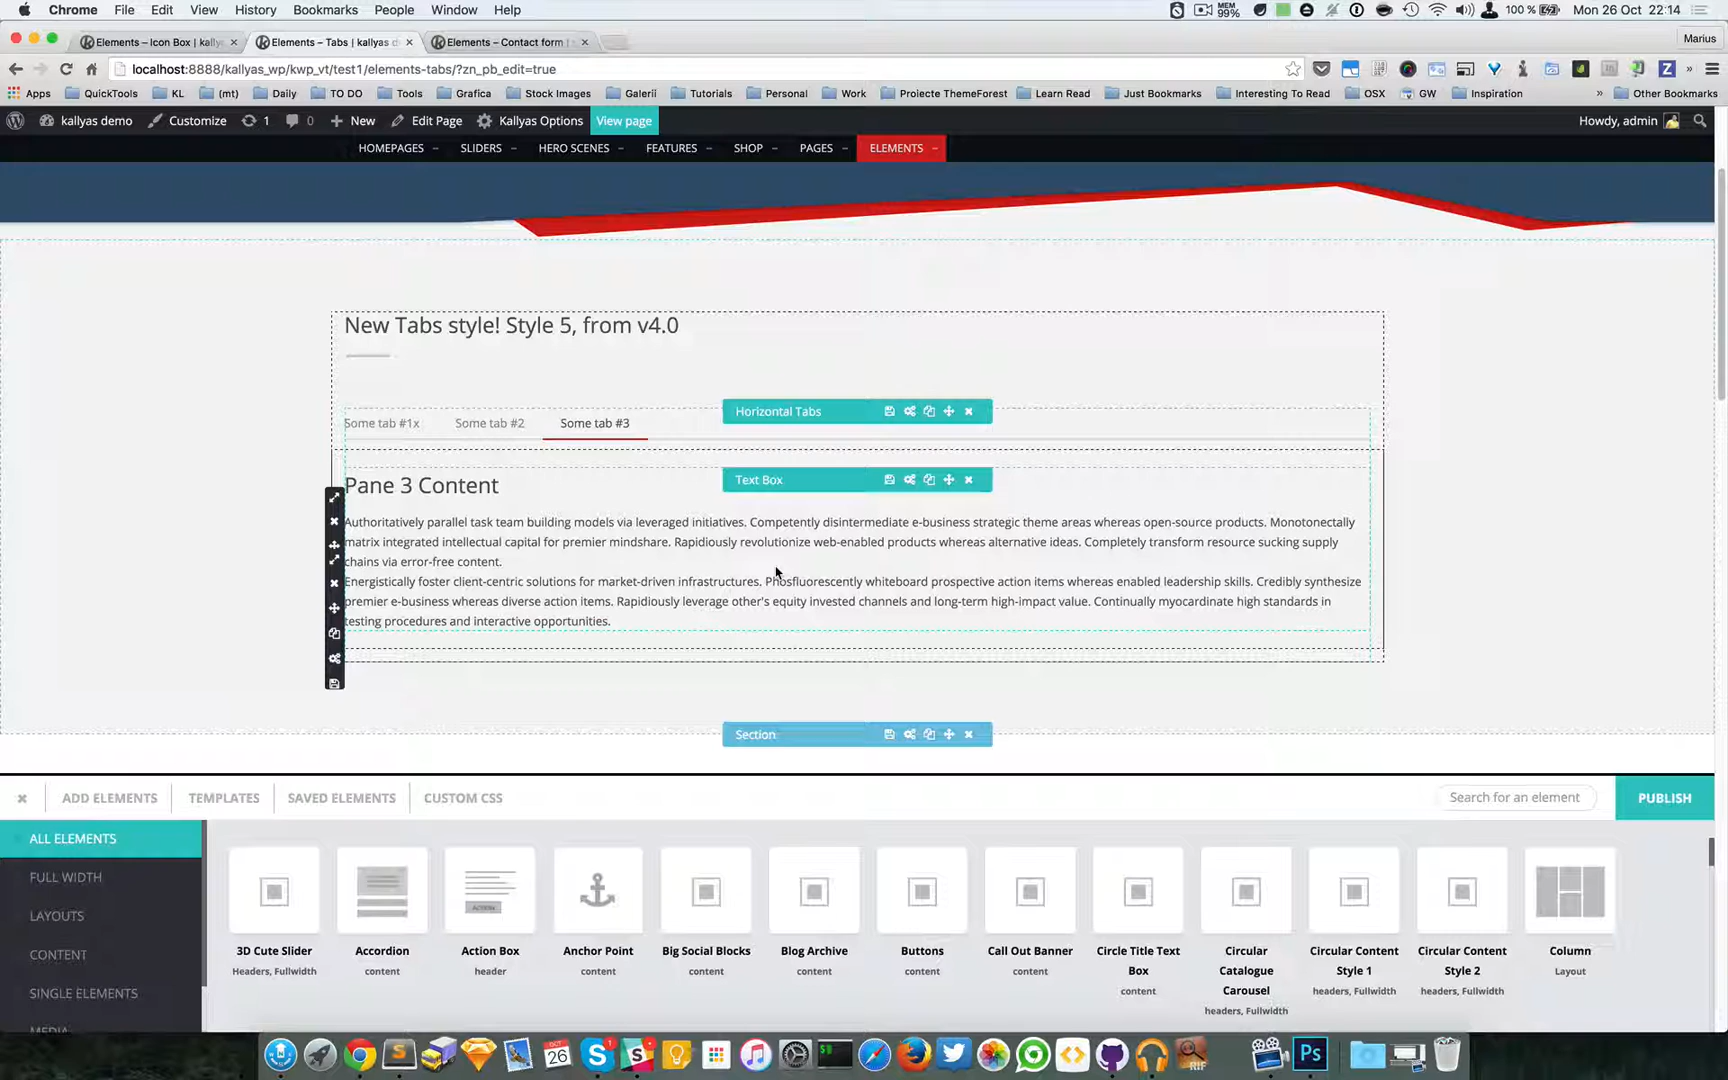 Chrome File Edit View History Bookmarks People Window Help
MEM 99% 100 % Mon 26 Oct 22:14
Elements – Icon Box | kally Elements – Tabs | kallyas d Elements – Contact form | Marius
localhost:8888/kallyas_wp/kwp_vt/test1/elements-tabs/?zn_pb_edit=true
Apps QuickTools KL (mt) Daily TO DO Tools Grafica Stock Images Galerii Tutorials Personal Work Proiecte ThemeForest Learn Read Just Bookmarks Interesting To Read OSX GW Inspiration » Other Bookmarks
kallyas demo Customize 1 0 New Edit Page Kallyas Options View page Howdy, admin
HOMEPAGES SLIDERS HERO SCENES FEATURES SHOP PAGES ELEMENTS
New Tabs style! Style 5, from v4.0
Horizontal Tabs
Some tab #1x Some tab #2 Some tab #3
Text Box
Pane 3 Content
Authoritatively parallel task team building models via leveraged initiatives. Competently disintermediate e-business strategic theme areas whereas open-source products. Monotonectally
matrix integrated intellectual capital for premier mindshare. Rapidiously revolutionize web-enabled products whereas alternative ideas. Completely transform resource sucking supply
chains via error-free content.
Energistically foster client-centric solutions for market-driven infrastructures. Phosfluorescently whiteboard prospective action items whereas enabled leadership skills. Credibly synthesize
premier e-business whereas diverse action items. Rapidiously leverage other's equity invested channels and long-term high-impact value. Continually myocardinate high standards in
testing procedures and interactive opportunities.
Section
ADD ELEMENTS TEMPLATES SAVED ELEMENTS CUSTOM CSS Search for an element PUBLISH
ALL ELEMENTS
FULL WIDTH
LAYOUTS
CONTENT
SINGLE ELEMENTS
MEDIA
3D Cute Slider
Headers, Fullwidth
Accordion
content
ACTION
Action Box
header
Anchor Point
content
Big Social Blocks
content
Blog Archive
content
Buttons
content
Call Out Banner
content
Circle Title Text
Box
content
Circular
Catalogue
Carousel
headers, Fullwidth
Circular Content
Style 1
headers, Fullwidth
Circular Content
Style 2
headers, Fullwidth
Column
Layout
OCT 26 1 RIF Ps